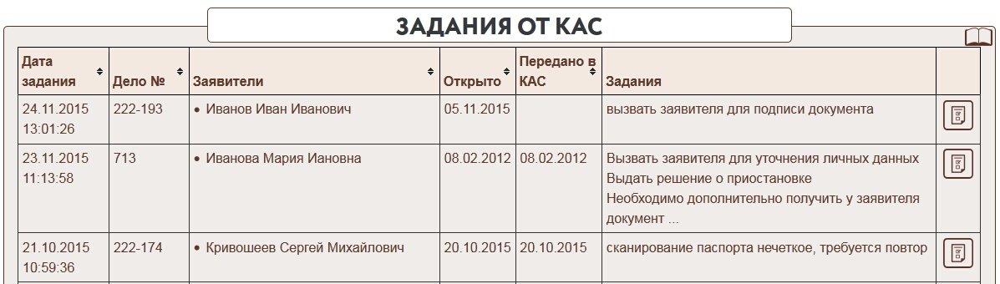 ЗАДАНИЯ ОТ КАС
Дата задания Дело № Заявители Открыто Передано в КАС Задания
24.11.2015 222-193 • Иванов Иван Иванович 05.11.2015 вызвать заявителя для подписи документа
13:01:26
23.11.2015 713 • Иванова Мария Иановна 08.02.2012 08.02.2012 Вызвать заявителя для уточнения личных данных
11:13:58 Выдать решение о приостановке
Необходимо дополнительно получить у заявителя
документ ...
21.10.2015 222-174 • Кривошеев Сергей Михайлович 20.10.2015 20.10.2015 сканирование паспорта нечеткое, требуется повтор
10:59:36